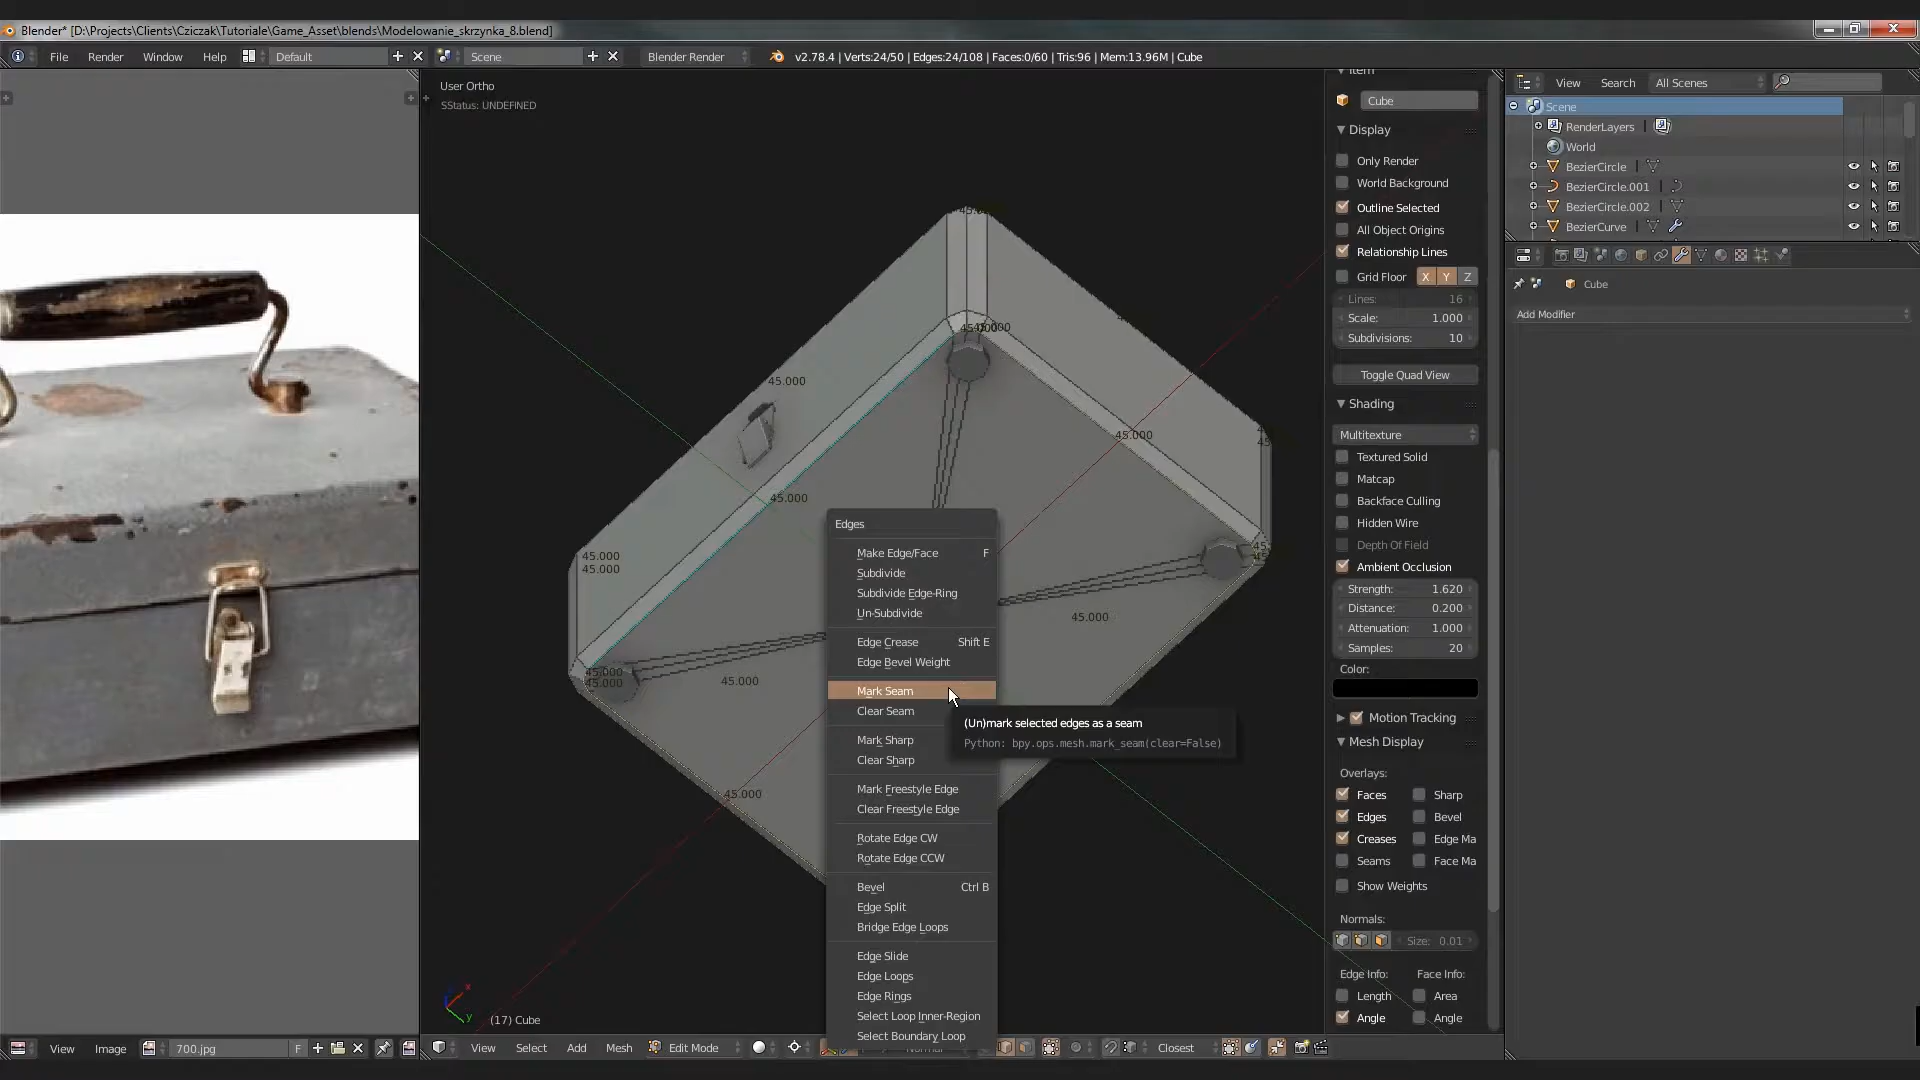 Blender* [D:\Projects\Clients\Cziczak\Tutoriale\Game_Asset\blends\Modelowanie_skrzynka_8.blend]
File Render Window Help Default Scene Blender Render v2.78.4 | Verts:24/50 | Edges:24/108 | Faces:0/60 | Tris:96 | Mem:13.96M | Cube
User Ortho
SStatus: UNDEFINED
45.000
45.000
45.000
45.000
45.000
45.000
45.000
45.000
45.000
45.000
45.000
45.000
(17) Cube
Edges
Make Edge/Face F
Subdivide
Subdivide Edge-Ring
Un-Subdivide
Edge Crease Shift E
Edge Bevel Weight
Mark Seam
Clear Seam
Mark Sharp
Clear Sharp
Mark Freestyle Edge
Clear Freestyle Edge
Rotate Edge CW
Rotate Edge CCW
Bevel Ctrl B
Edge Split
Bridge Edge Loops
Edge Slide
Edge Loops
Edge Rings
Select Loop Inner-Region
Select Boundary Loop
(Un)mark selected edges as a seam
Python: bpy.ops.mesh.mark_seam(clear=False)
Item
Cube
Display
Only Render
World Background
Outline Selected
All Object Origins
Relationship Lines
Grid Floor X Y Z
Lines: 16
Scale: 1.000
Subdivisions: 10
Toggle Quad View
Shading
Multitexture
Textured Solid
Matcap
Backface Culling
Hidden Wire
Depth Of Field
Ambient Occlusion
Strength: 1.620
Distance: 0.200
Attenuation: 1.000
Samples: 20
Color:
Motion Tracking
Mesh Display
Overlays:
Faces Sharp
Edges Bevel
Creases Edge Ma
Seams Face Ma
Show Weights
Normals:
Size: 0.01
Edge Info: Face Info:
Length Area
Angle Angle
View Search All Scenes
Scene
RenderLayers
World
BezierCircle
BezierCircle.001
BezierCircle.002
BezierCurve
Cube
Add Modifier
View Image 700.jpg F
View Select Add Mesh Edit Mode Closest